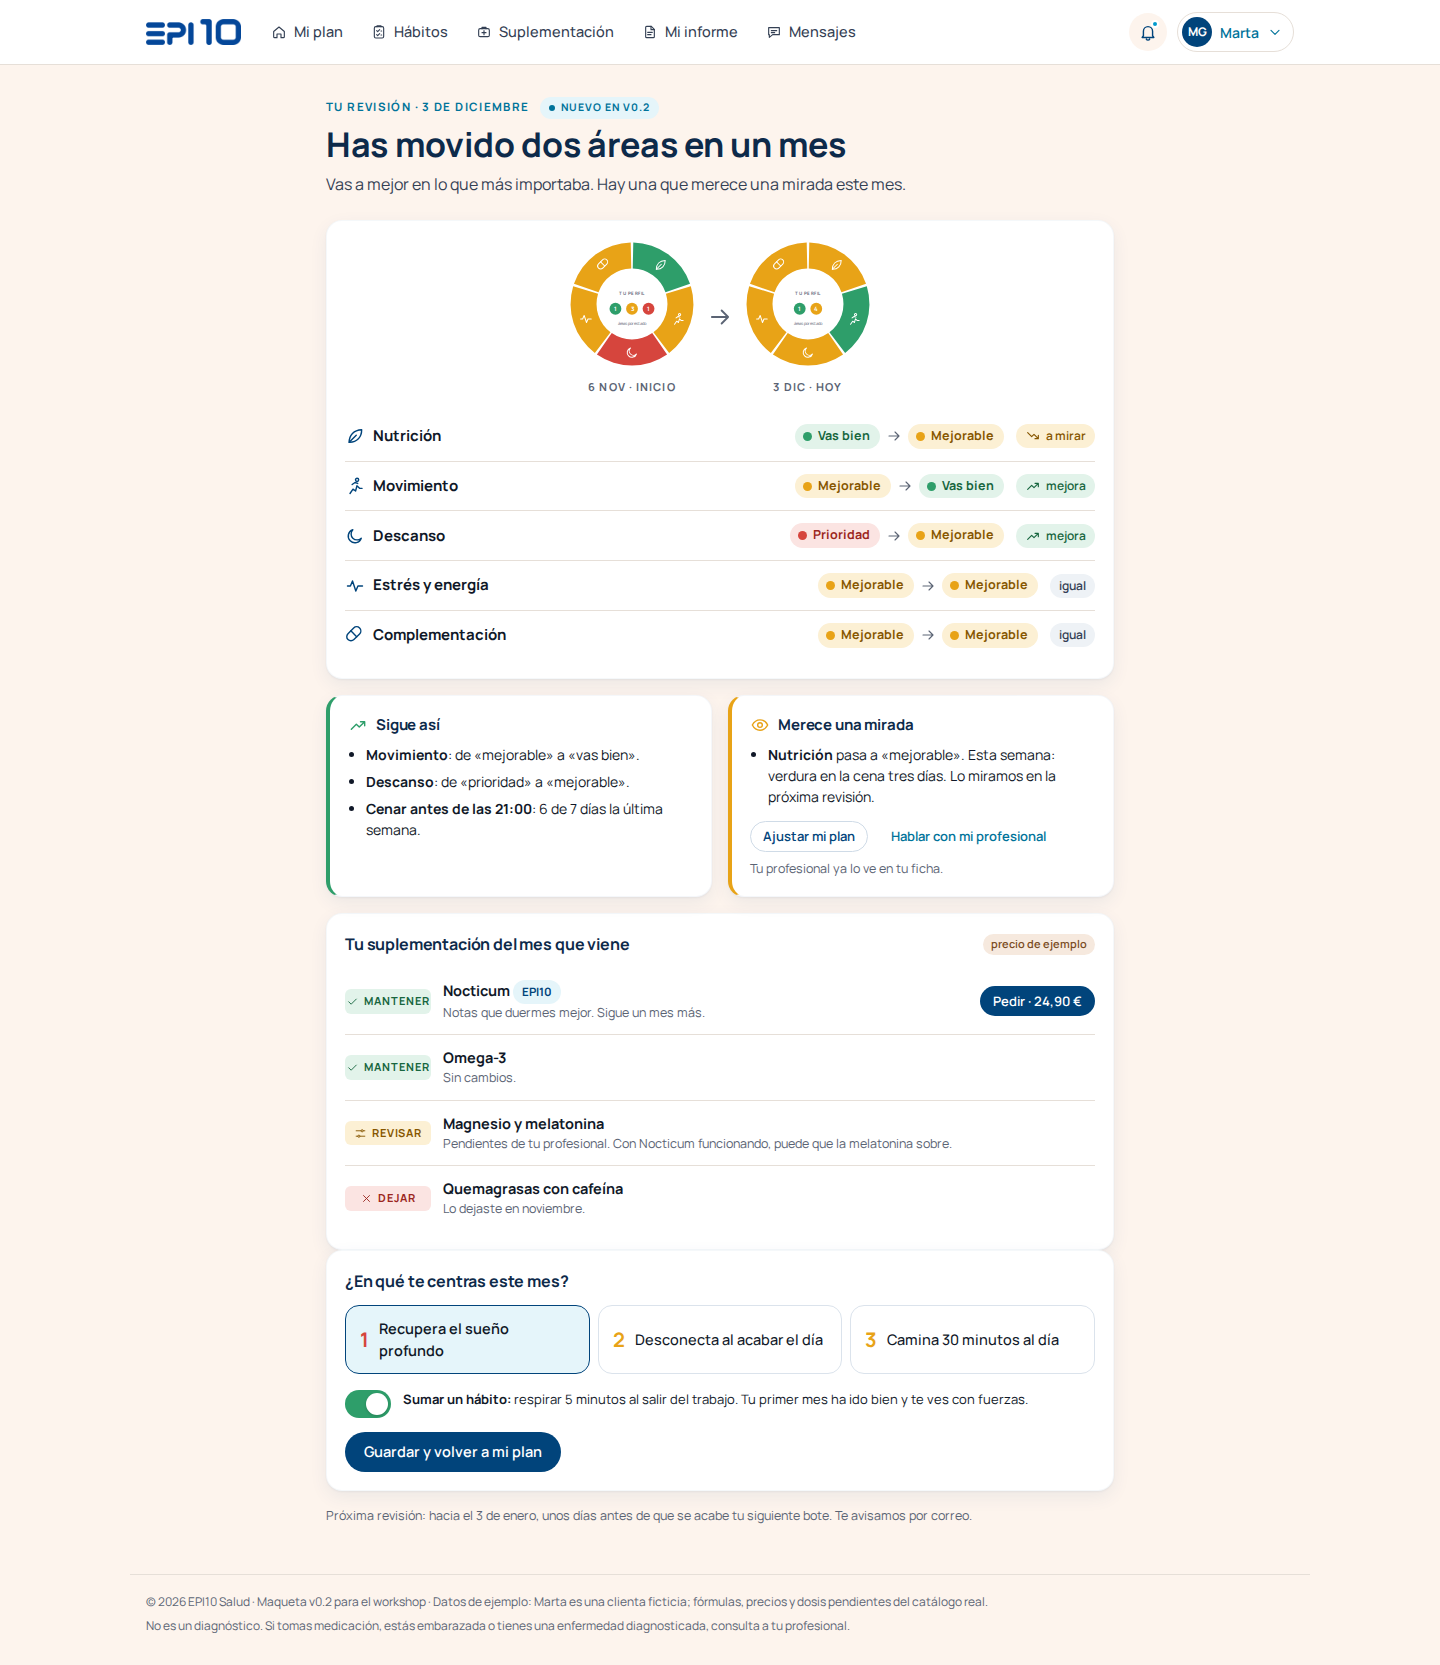 EPI10
Mi plan
Hábitos
Suplementación
Mi informe
Mensajes
MG Marta
TU REVISIÓN · 3 DE DICIEMBRE
NUEVO EN V0.2
Has movido dos áreas en un mes
Vas a mejor en lo que más importaba. Hay una que merece una mirada este mes.
TU PERFIL
1 3 1
TU PERFIL
1 4
6 NOV · INICIO
3 DIC · HOY
Nutrición
Vas bien
Mejorable
a mirar
Movimiento
Mejorable
Vas bien
mejora
Descanso
Prioridad
Mejorable
mejora
Estrés y energía
Mejorable
Mejorable
igual
Complementación
Mejorable
Mejorable
igual
Sigue así
Movimiento: de «mejorable» a «vas bien».
Descanso: de «prioridad» a «mejorable».
Cenar antes de las 21:00: 6 de 7 días la última
semana.
Merece una mirada
Nutrición pasa a «mejorable». Esta semana:
verdura en la cena tres días. Lo miramos en la
próxima revisión.
Ajustar mi plan
Hablar con mi profesional
Tu profesional ya lo ve en tu ficha.
Tu suplementación del mes que viene
precio de ejemplo
MANTENER
Nocticum EPI10
Notas que duermes mejor. Sigue un mes más.
Pedir · 24,90 €
MANTENER
Omega-3
Sin cambios.
REVISAR
Magnesio y melatonina
Pendientes de tu profesional. Con Nocticum funcionando, puede que la melatonina sobre.
DEJAR
Quemagrasas con cafeína
Lo dejaste en noviembre.
¿En qué te centras este mes?
1 Recupera el sueño
profundo
2 Desconecta al acabar el día
3 Camina 30 minutos al día
Sumar un hábito: respirar 5 minutos al salir del trabajo. Tu primer mes ha ido bien y te ves con fuerzas.
Guardar y volver a mi plan
Próxima revisión: hacia el 3 de enero, unos días antes de que se acabe tu siguiente bote. Te avisamos por correo.
© 2026 EPI10 Salud · Maqueta v0.2 para el workshop · Datos de ejemplo: Marta es una clienta ficticia; fórmulas, precios y dosis pendientes del catálogo real.
No es un diagnóstico. Si tomas medicación, estás embarazada o tienes una enfermedad diagnosticada, consulta a tu profesional.